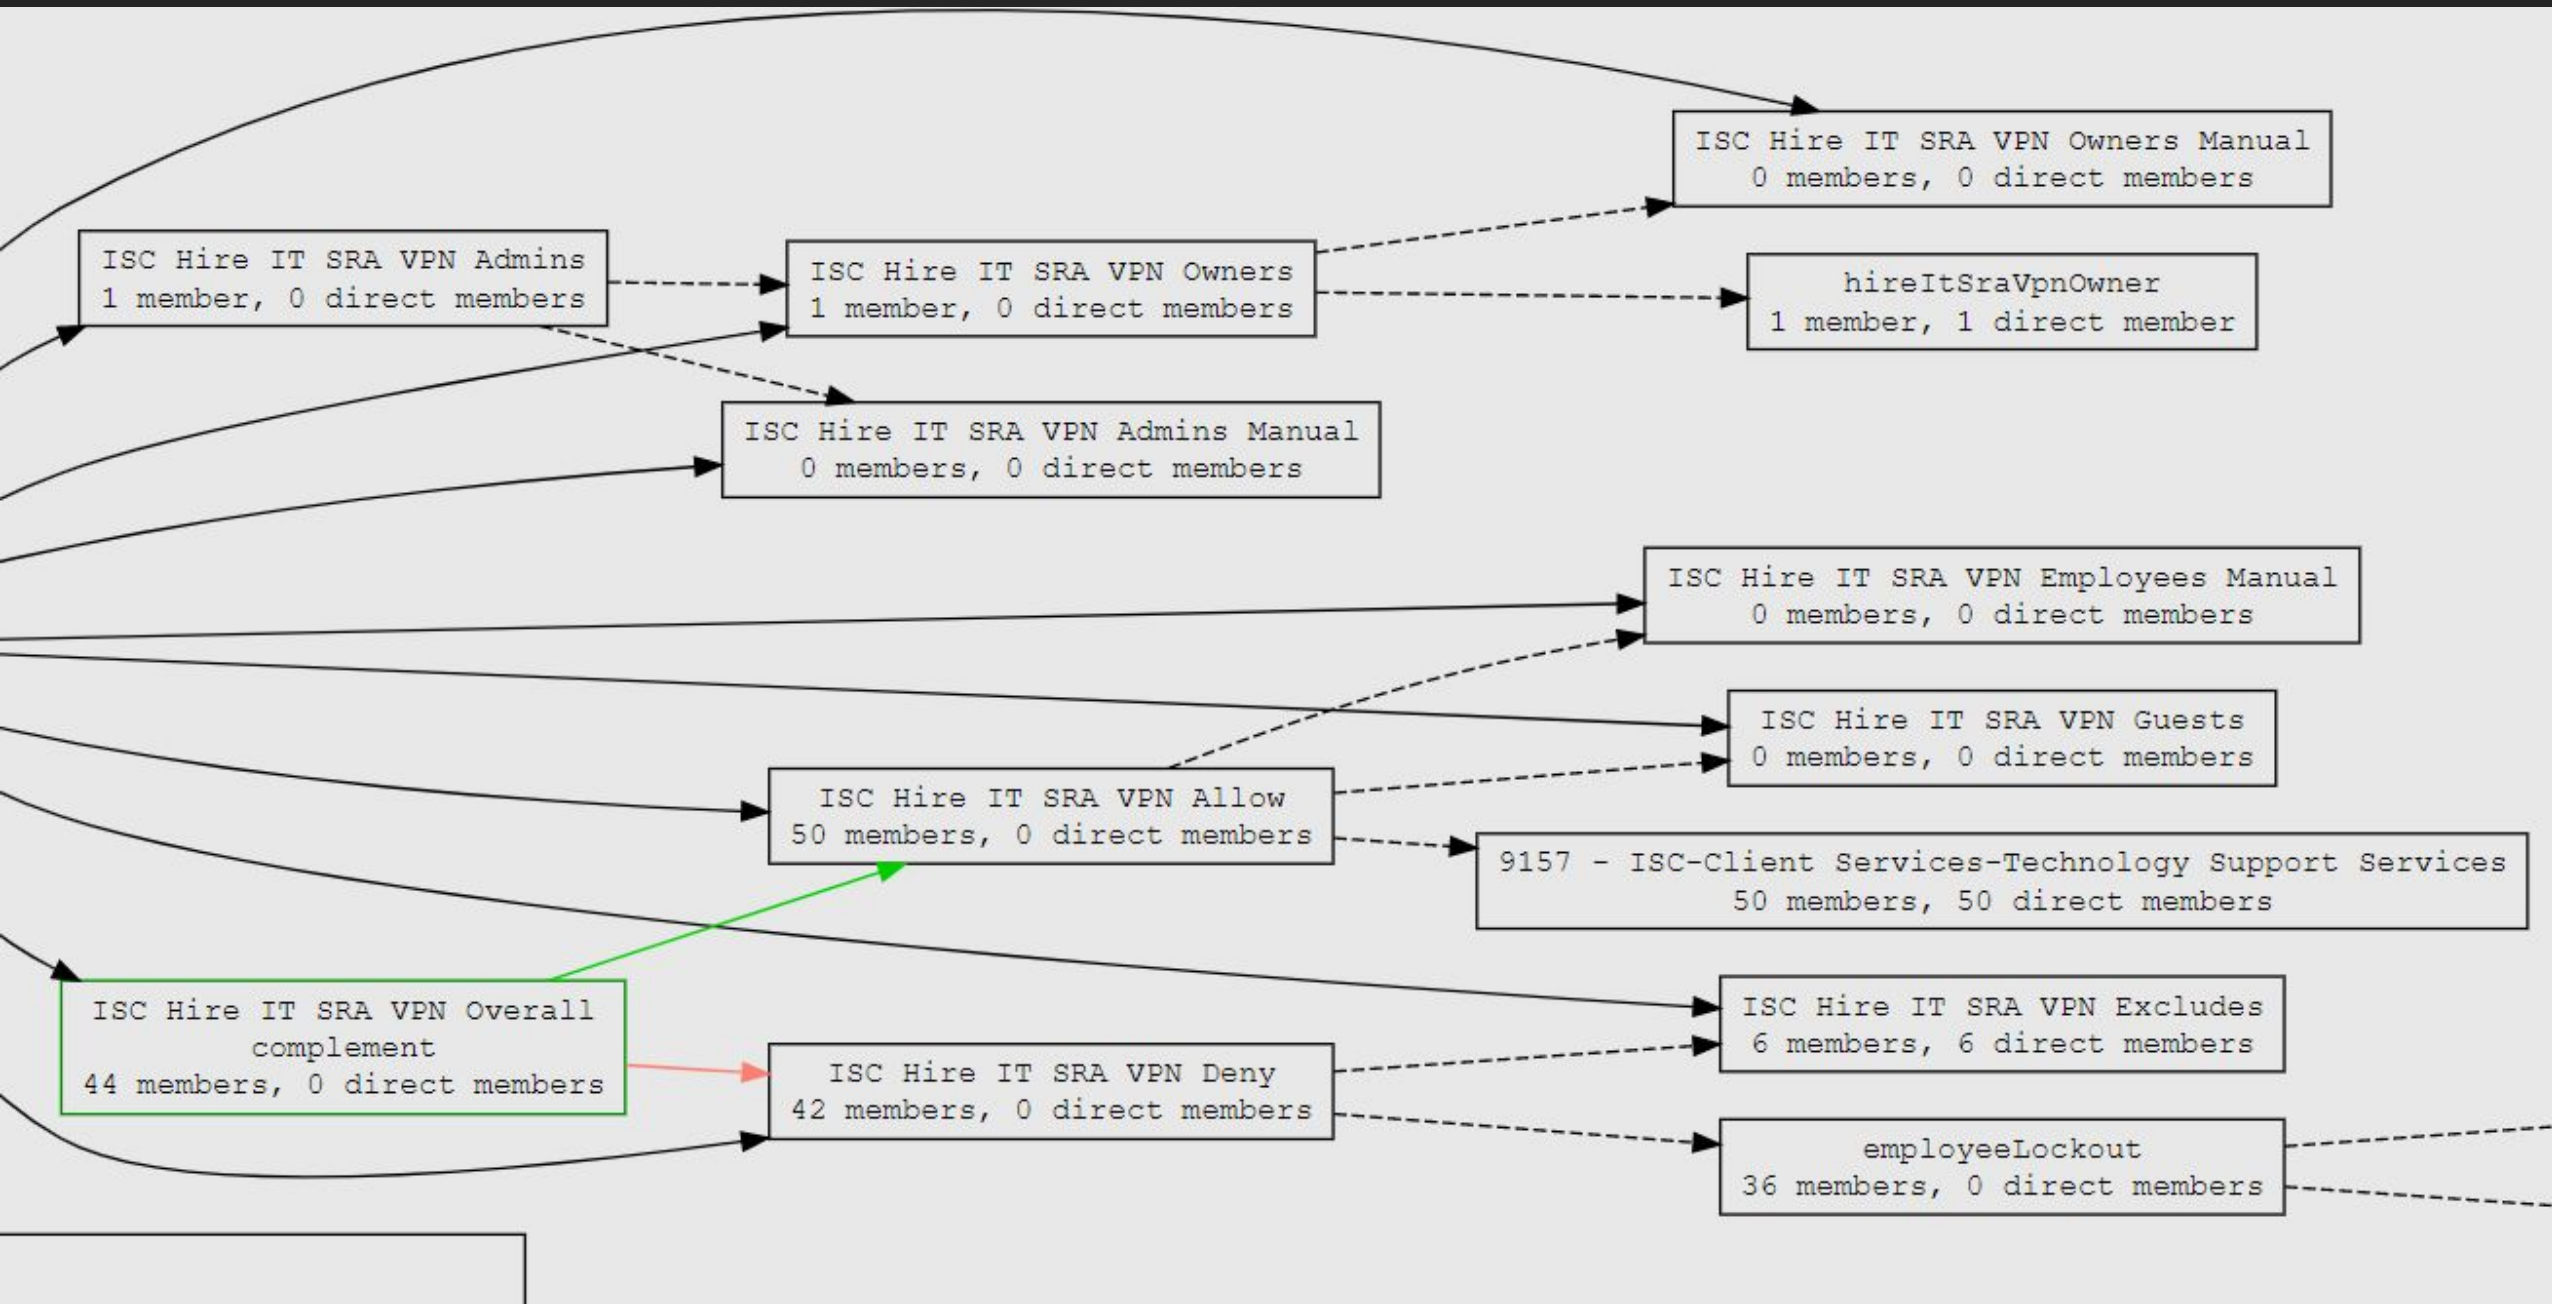 ISC Hire IT SRA VPN Owners Manual
0 members, 0 direct members
ISC Hire IT SRA VPN Admins
1 member, 0 direct members
ISC Hire IT SRA VPN Owners
1 member, 0 direct members
hireItSraVpnOwner
1 member, 1 direct member
ISC Hire IT SRA VPN Admins Manual
0 members, 0 direct members
ISC Hire IT SRA VPN Employees Manual
0 members, 0 direct members
ISC Hire IT SRA VPN Guests
0 members, 0 direct members
ISC Hire IT SRA VPN Allow
50 members, 0 direct members
9157 - ISC-Client Services-Technology Support Services
50 members, 50 direct members
ISC Hire IT SRA VPN Overall
complement
44 members, 0 direct members
ISC Hire IT SRA VPN Excludes
6 members, 6 direct members
ISC Hire IT SRA VPN Deny
42 members, 0 direct members
employeeLockout
36 members, 0 direct members